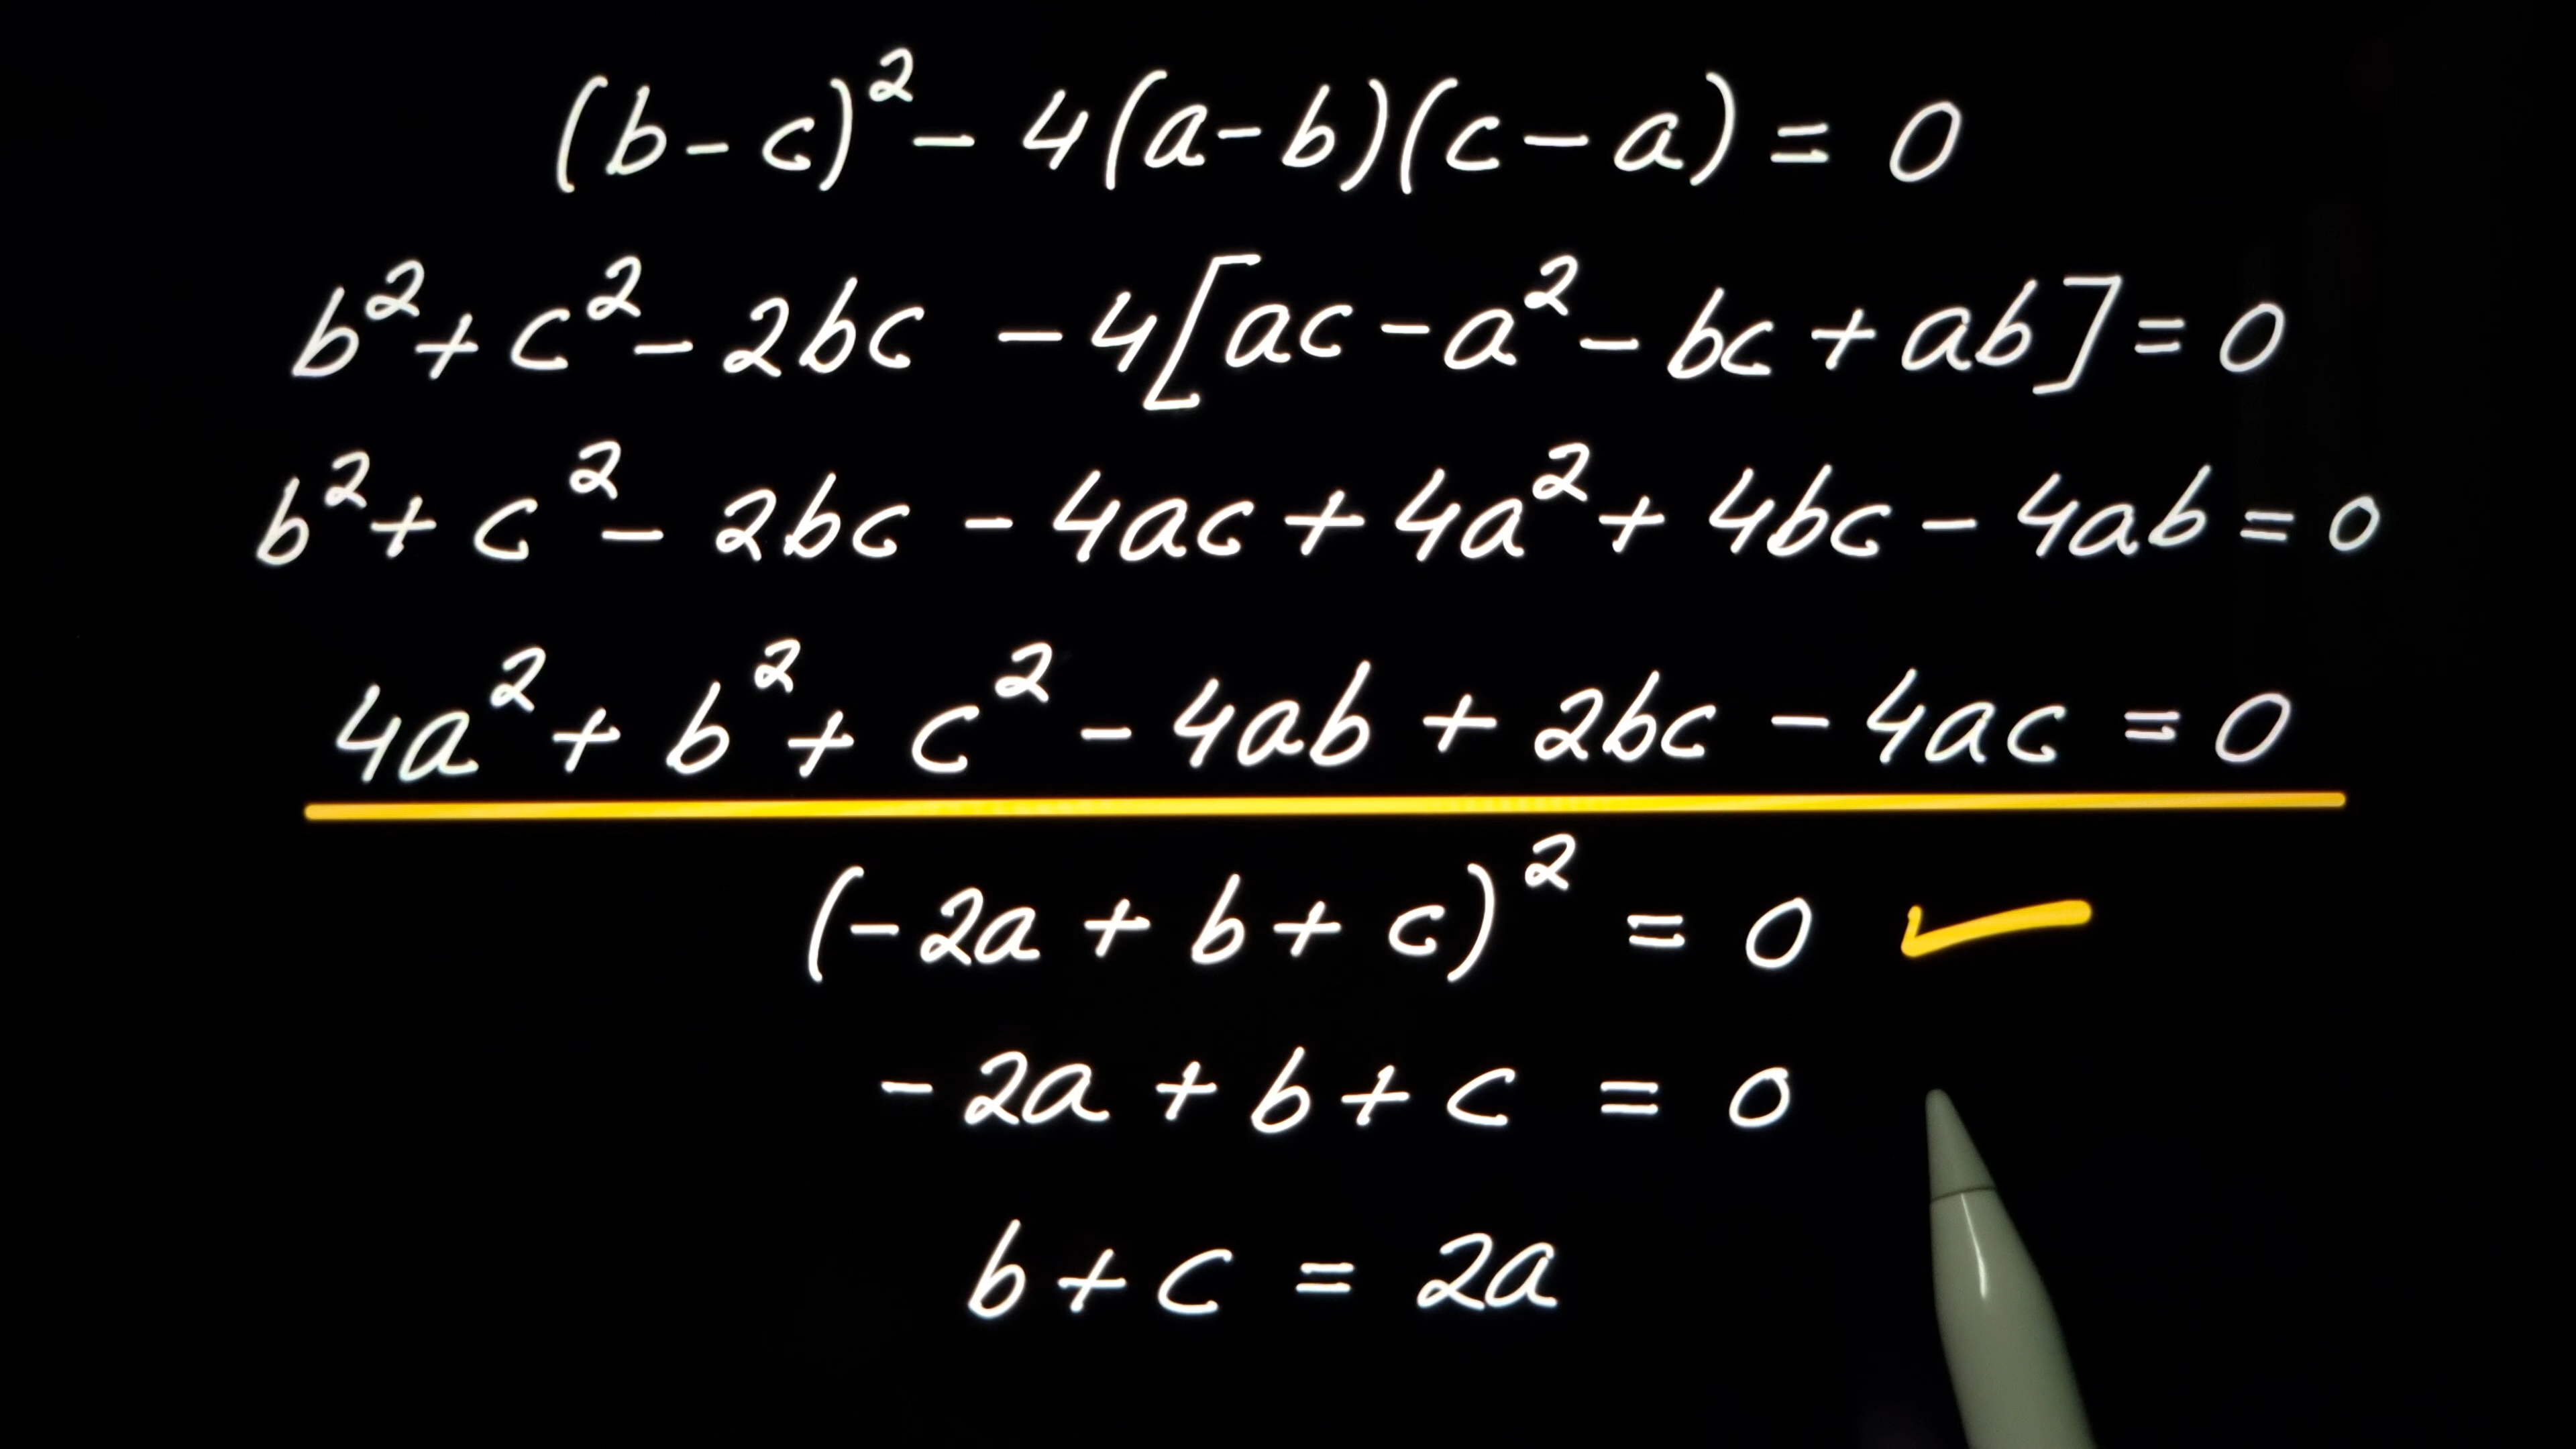 (b-c)²- 4(a-b)(c-a) = 0
b²+c²-2bc -4[ac-a²-bc+ab]=0
b²+c²-2bc-4ac+4a²+4bc-4ab=0
4a²+b²+c²-4ab+2bc-4ac=0
(-2a+b+c)² = 0 ✓
-2a+b+c = 0
b+c = 2a